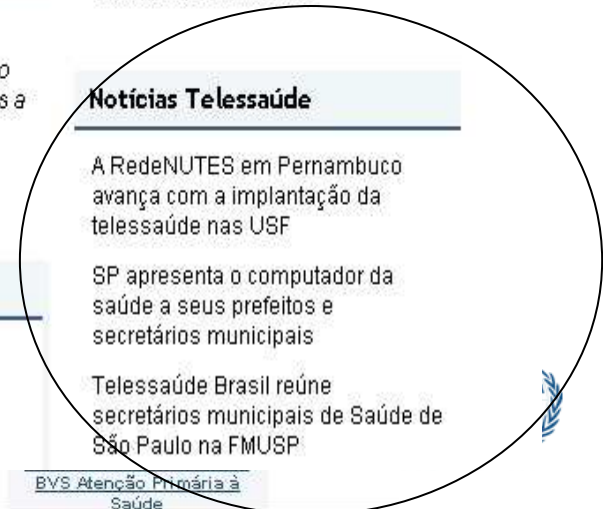 s a
Notícias Telessaúde
A RedeNUTES em Pernambuco
avança com a implantação da
telessaúde nas USF
SP apresenta o computador da
saúde a seus prefeitos e
secretários municipais
Telessaúde Brasil reúne
secretários municipais de Saúde de
São Paulo na FMUSP
BVS Atenção Primária à
Saúde